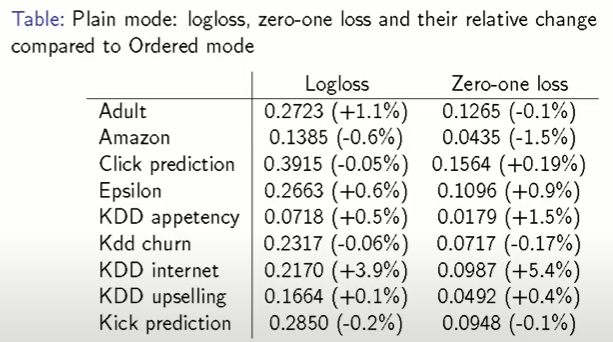 Table: Plain mode: logloss, zero-one loss and their relative change
compared to Ordered mode
Logloss Zero-one loss
Adult 0.2723 (+1.1%) 0.1265 (-0.1%)
Amazon 0.1385 (-0.6%) 0.0435 (-1.5%)
Click prediction 0.3915 (-0.05%) 0.1564 (+0.19%)
Epsilon 0.2663 (+0.6%) 0.1096 (+0.9%)
KDD appetency 0.0718 (+0.5%) 0.0179 (+1.5%)
Kdd churn 0.2317 (-0.06%) 0.0717 (-0.17%)
KDD internet 0.2170 (+3.9%) 0.0987 (+5.4%)
KDD upselling 0.1664 (+0.1%) 0.0492 (+0.4%)
Kick prediction 0.2850 (-0.2%) 0.0948 (-0.1%)